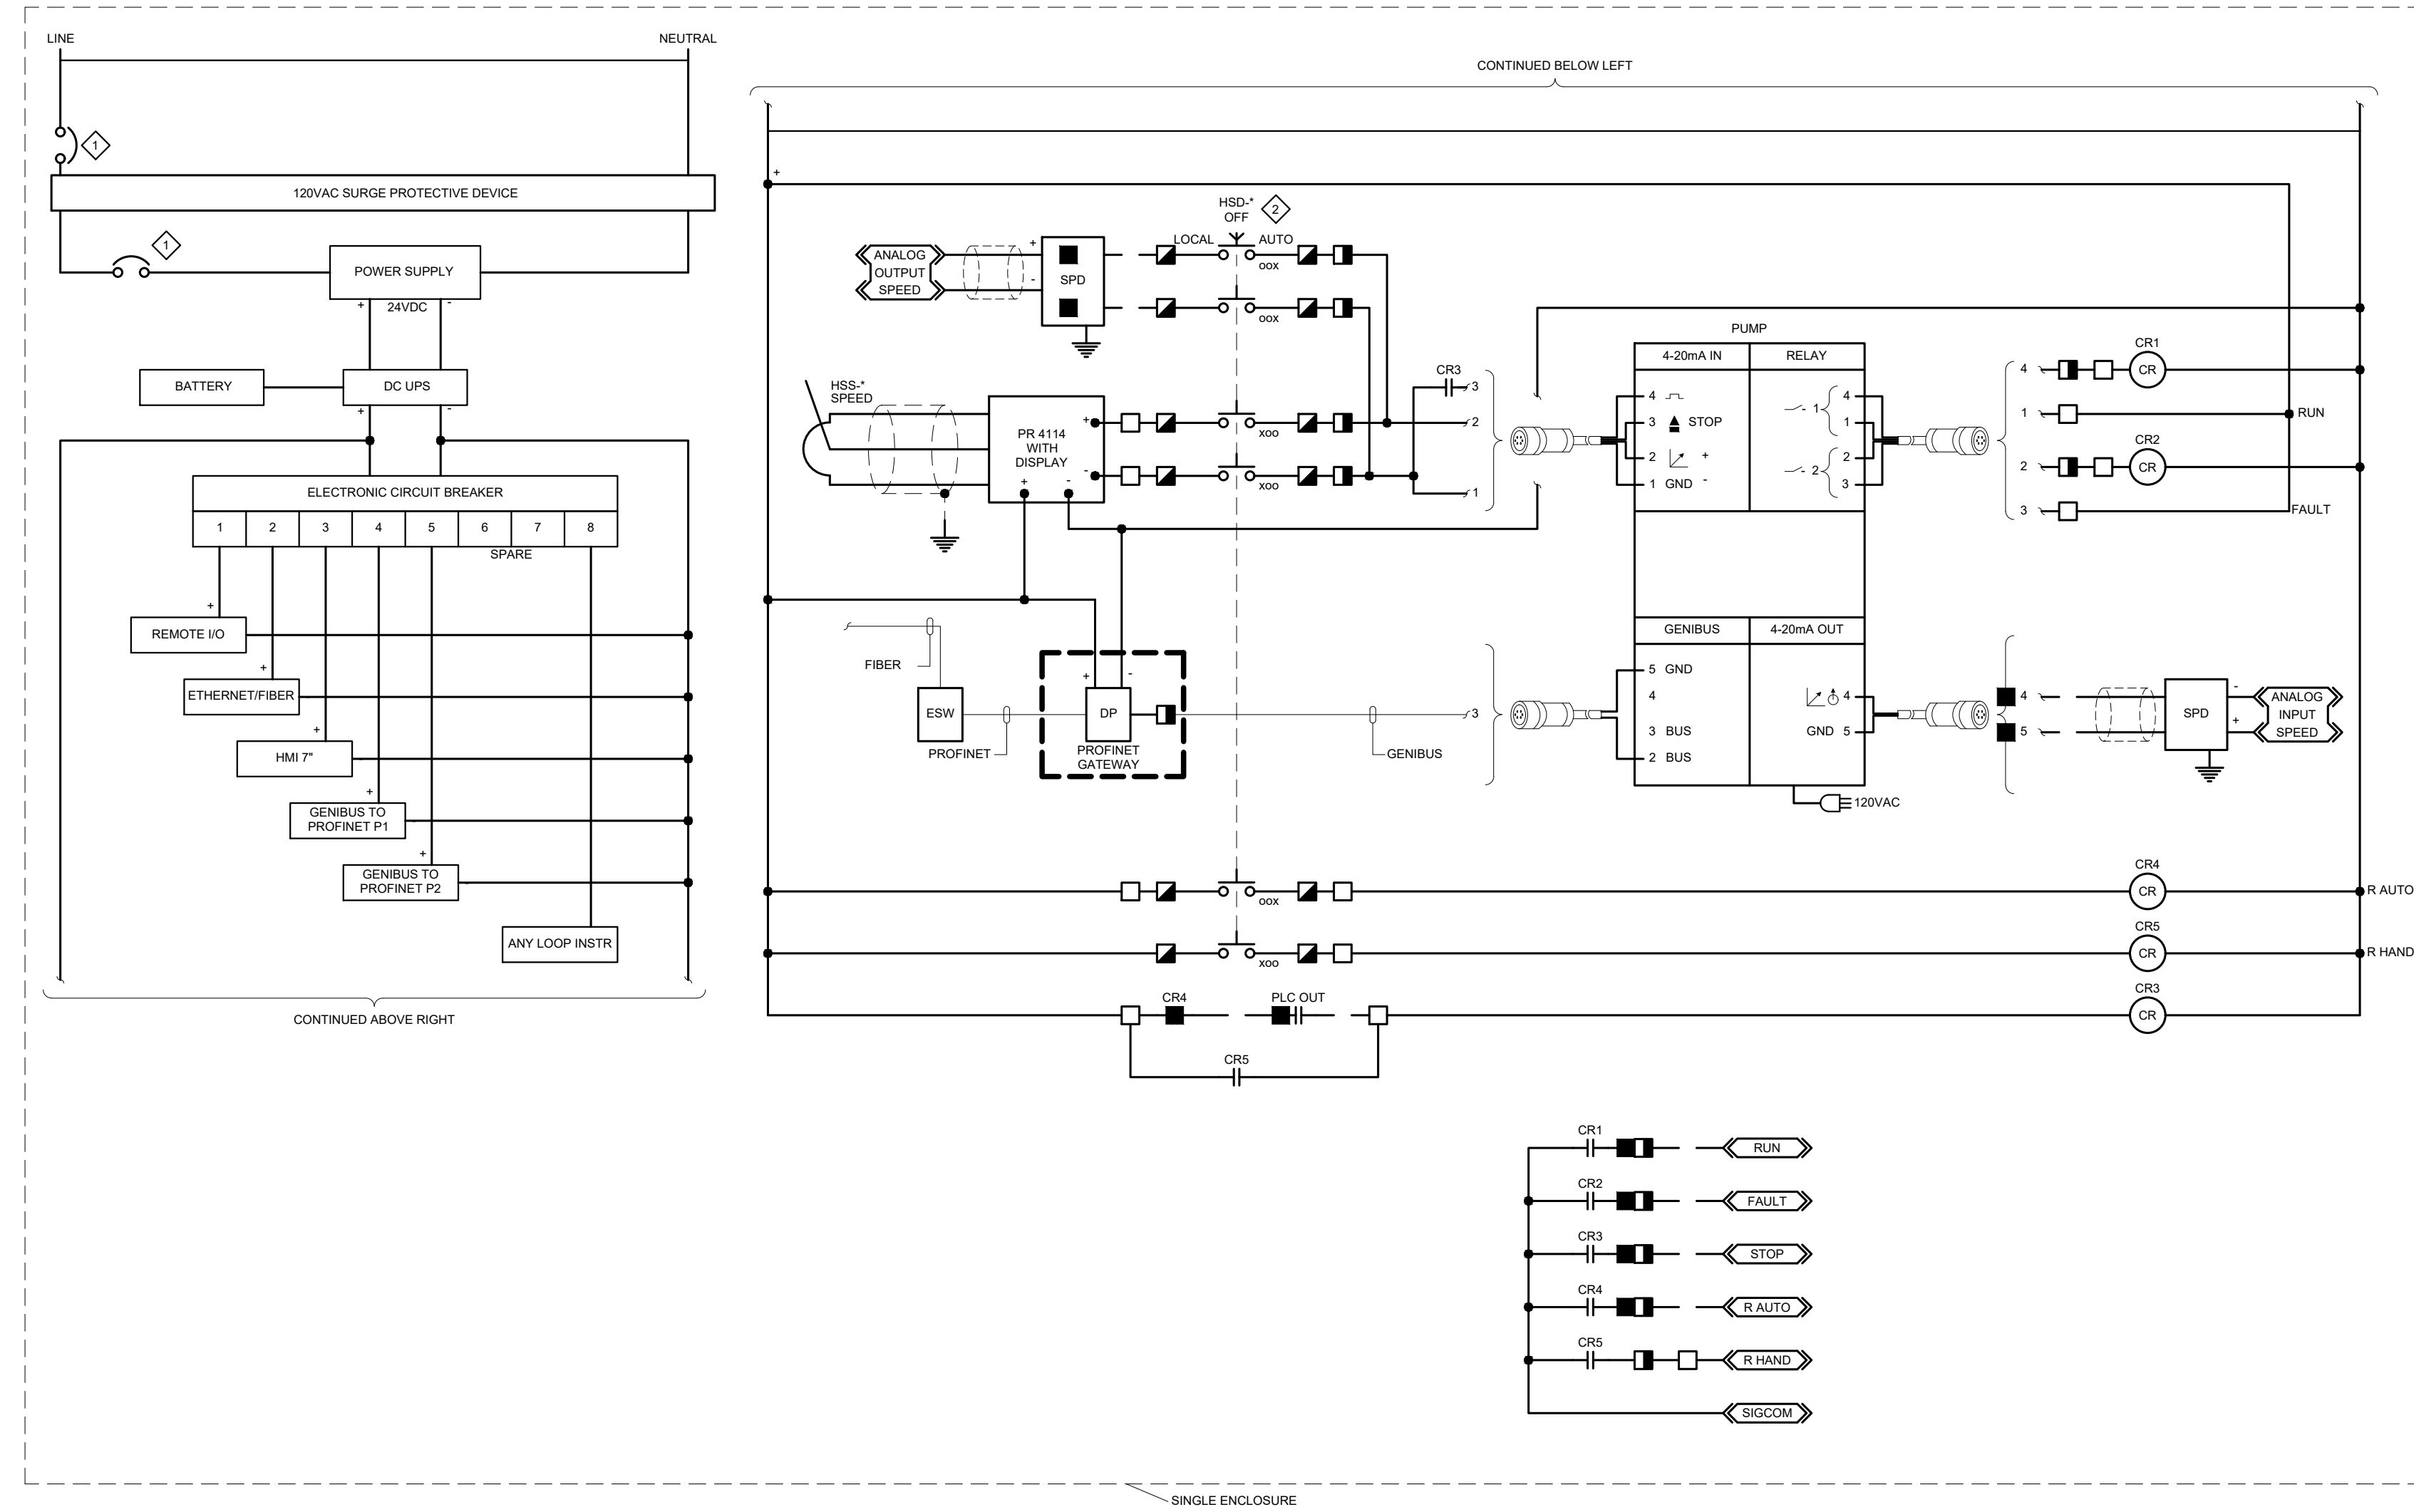 LINE
NEUTRAL
1
120VAC SURGE PROTECTIVE DEVICE
1
POWER SUPPLY
+ 24VDC -
BATTERY
DC UPS
+ -
ELECTRONIC CIRCUIT BREAKER
1 2 3 4 5 6 7 8
SPARE
+
REMOTE I/O
+
ETHERNET/FIBER
+
HMI 7"
+
GENIBUS TO
PROFINET P1
+
GENIBUS TO
PROFINET P2
ANY LOOP INSTR
CONTINUED ABOVE RIGHT
CONTINUED BELOW LEFT
+
HSD-*
OFF
2
LOCAL
AUTO
ANALOG
OUTPUT
SPEED
+
-
SPD
oox
oox
HSS-*
SPEED
PR 4114
WITH
DISPLAY
+
-
+ -
xoo
xoo
CR3
3
2
1
PUMP
4-20mA IN
RELAY
4
3 STOP
2 +
1 GND -
4
1
1
2
2
3
4
CR1
CR
1
RUN
CR2
2
CR
3
FAULT
FIBER
ESW
PROFINET
+ -
DP
PROFINET
GATEWAY
GENIBUS
3
GENIBUS
4-20mA OUT
5 GND
4
3 BUS
2 BUS
4
GND 5
120VAC
4
5
-
SPD
+
ANALOG
INPUT
SPEED
oox
CR4
CR
R AUTO
xoo
CR5
CR
R HAND
CR4
PLC OUT
CR3
CR
CR5
CR1
RUN
CR2
FAULT
CR3
STOP
CR4
R AUTO
CR5
R HAND
SIGCOM
SINGLE ENCLOSURE